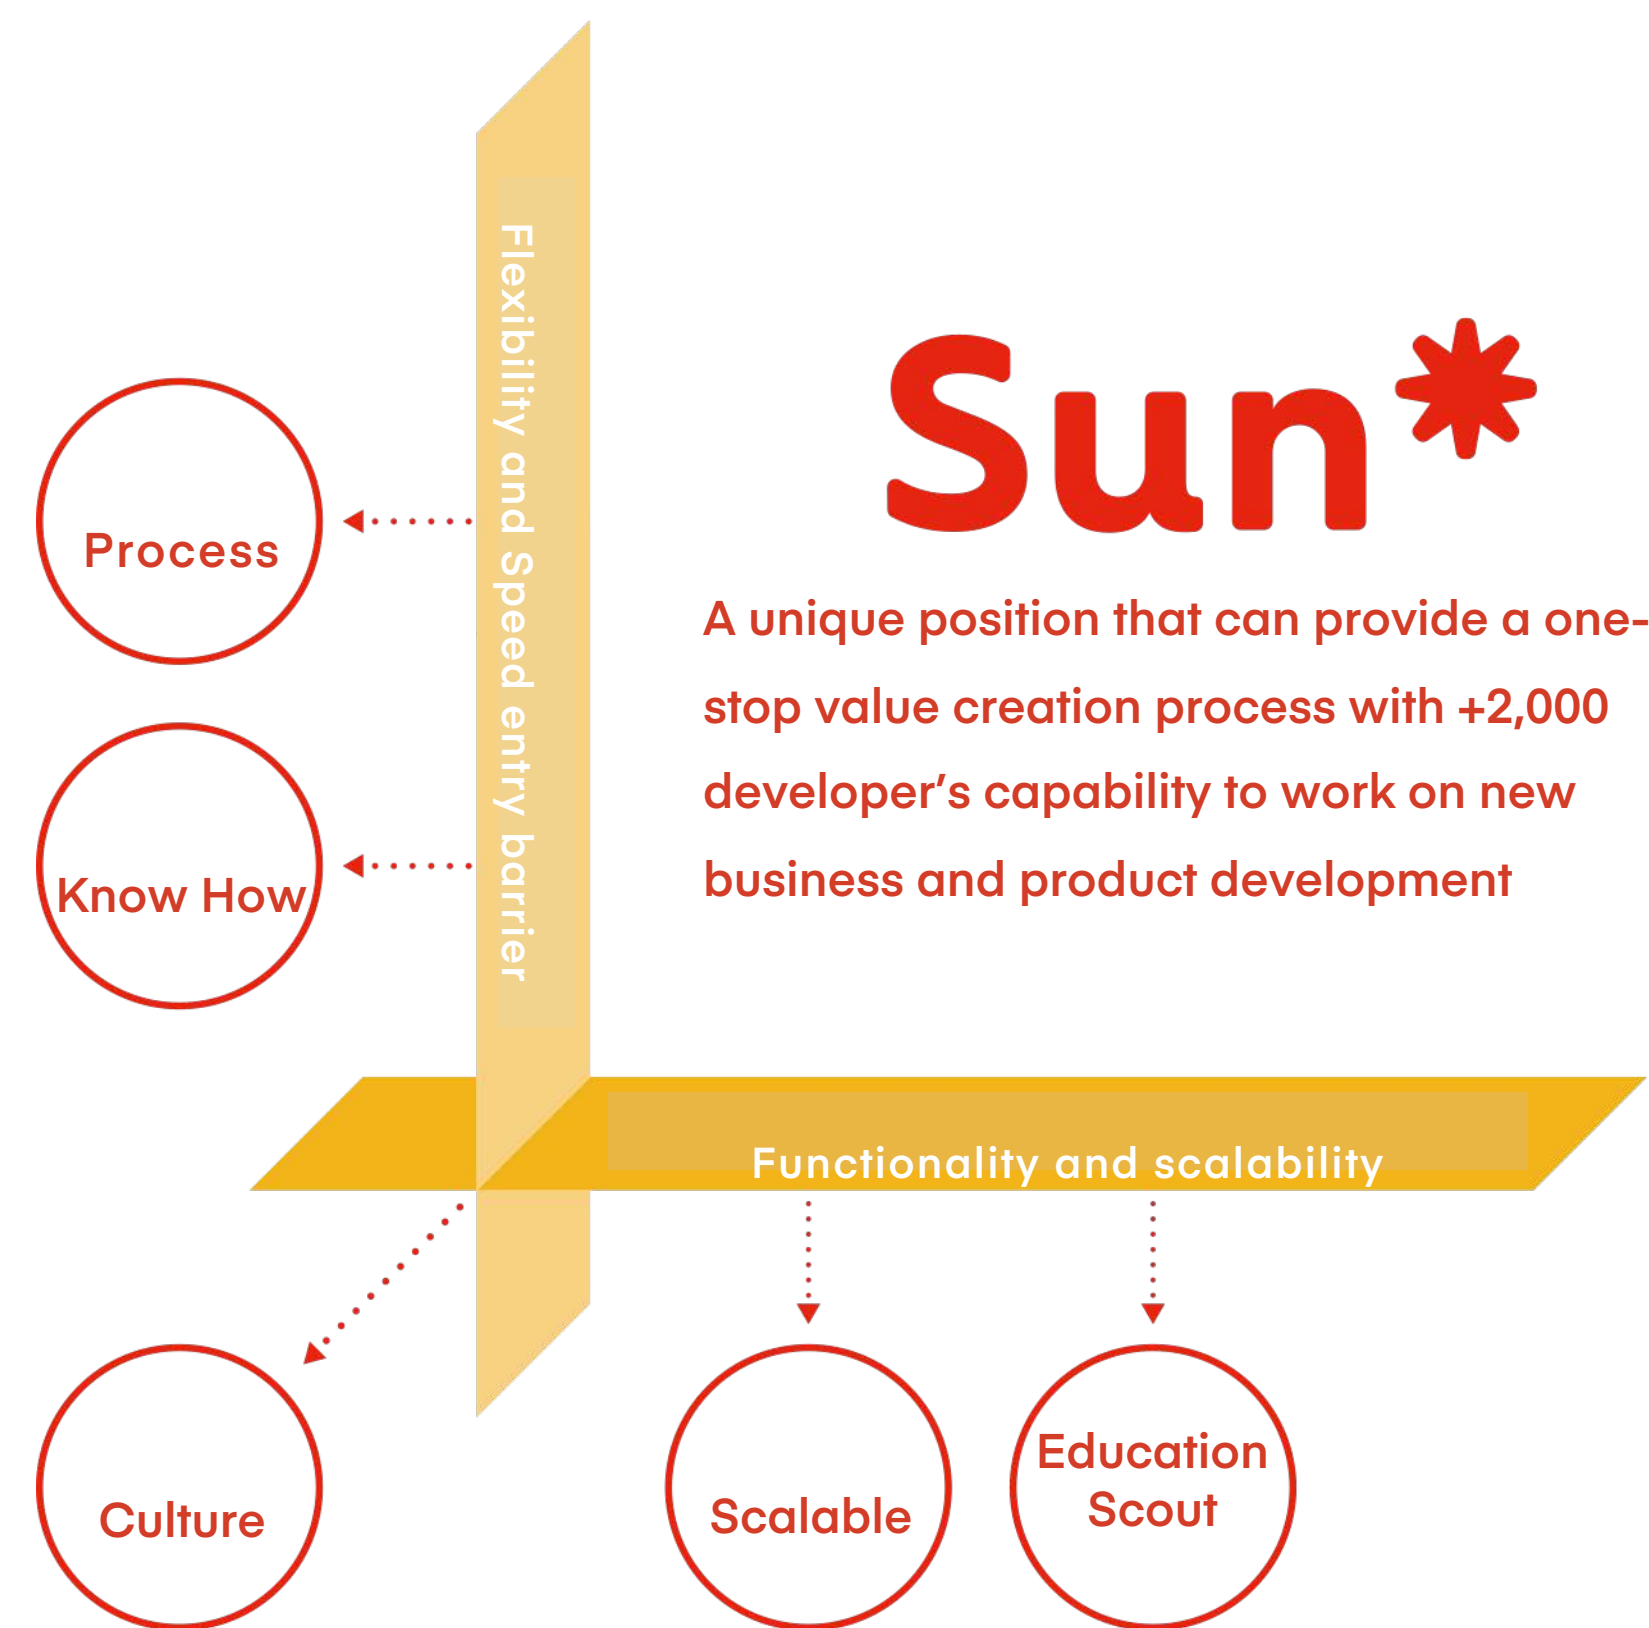 Flexibility and Speed entry barrier
Sun*
A unique position that can provide a one-
stop value creation process with +2,000
developer’s capability to work on new
business and product development
Process
Know How
Functionality and scalability
Culture
Scalable
Education
Scout